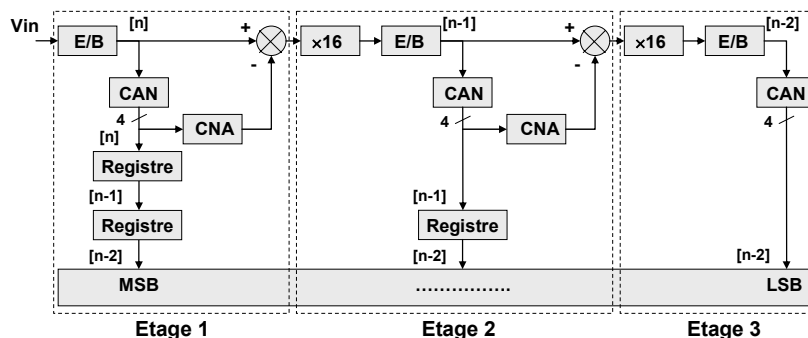 Vin
E/B
[n]
+
-
×16
E/B
[n-1]
+
-
×16
E/B
[n-2]
CAN
4
CNA
[n]
CAN
4
CNA
CAN
4
Registre
[n-1]
Registre
[n-2]
[n-1]
Registre
[n-2]
[n-2]
MSB
................
LSB
Etage 1
Etage 2
Etage 3